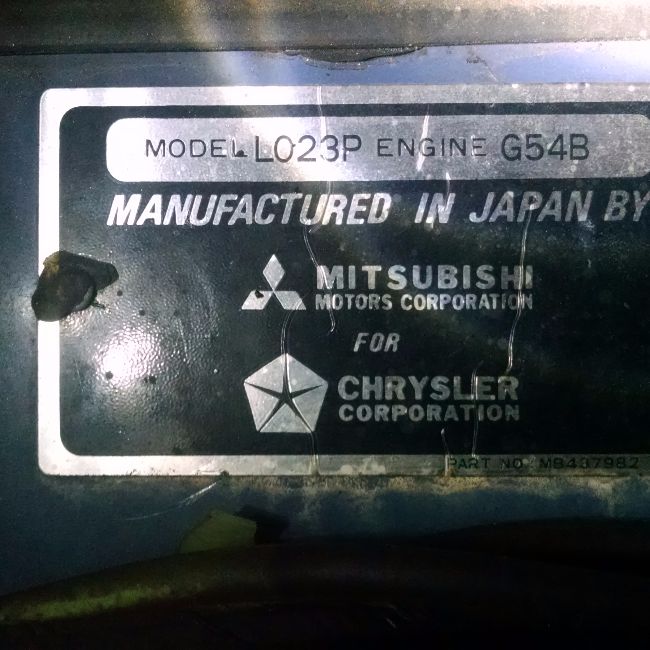 MODEL L023P ENGINE G54B
MANUFACTURED IN JAPAN BY
MITSUBISHI
MOTORS CORPORATION
FOR
CHRYSLER
CORPORATION
PART NO. MB437982